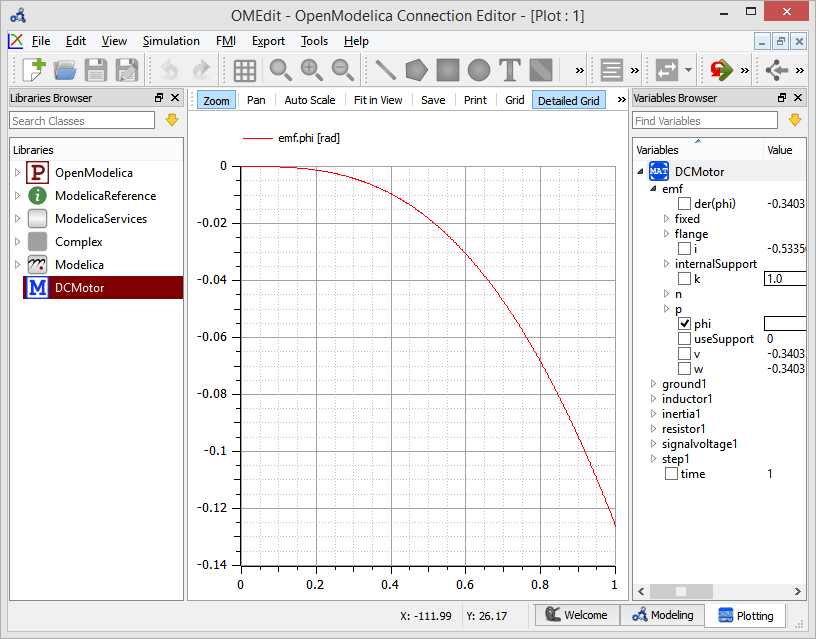 OMEdit - OpenModelica Connection Editor - [Plot : 1]
File Edit View Simulation FMI Export Tools Help
T » » » »
Libraries Browser
Search Classes
Libraries
P OpenModelica
i ModelicaReference
ModelicaServices
Complex
m Modelica
M DCMotor
Zoom Pan Auto Scale Fit in View Save Print Grid Detailed Grid »
emf.phi [rad]
0
-0.02
-0.04
-0.06
-0.08
-0.1
-0.12
-0.14
0 0.2 0.4 0.6 0.8 1
Variables Browser
Find Variables
Variables Value
MAT DCMotor
emf
der(phi) -0.3403
fixed
flange
i -0.5335
internalSupport
k 1.0
n
p
phi
useSupport 0
v -0.3403
w -0.3403
ground1
inductor1
inertia1
resistor1
signalvoltage1
step1
time 1
X: -111.99 Y: 26.17 Welcome Modeling Plotting